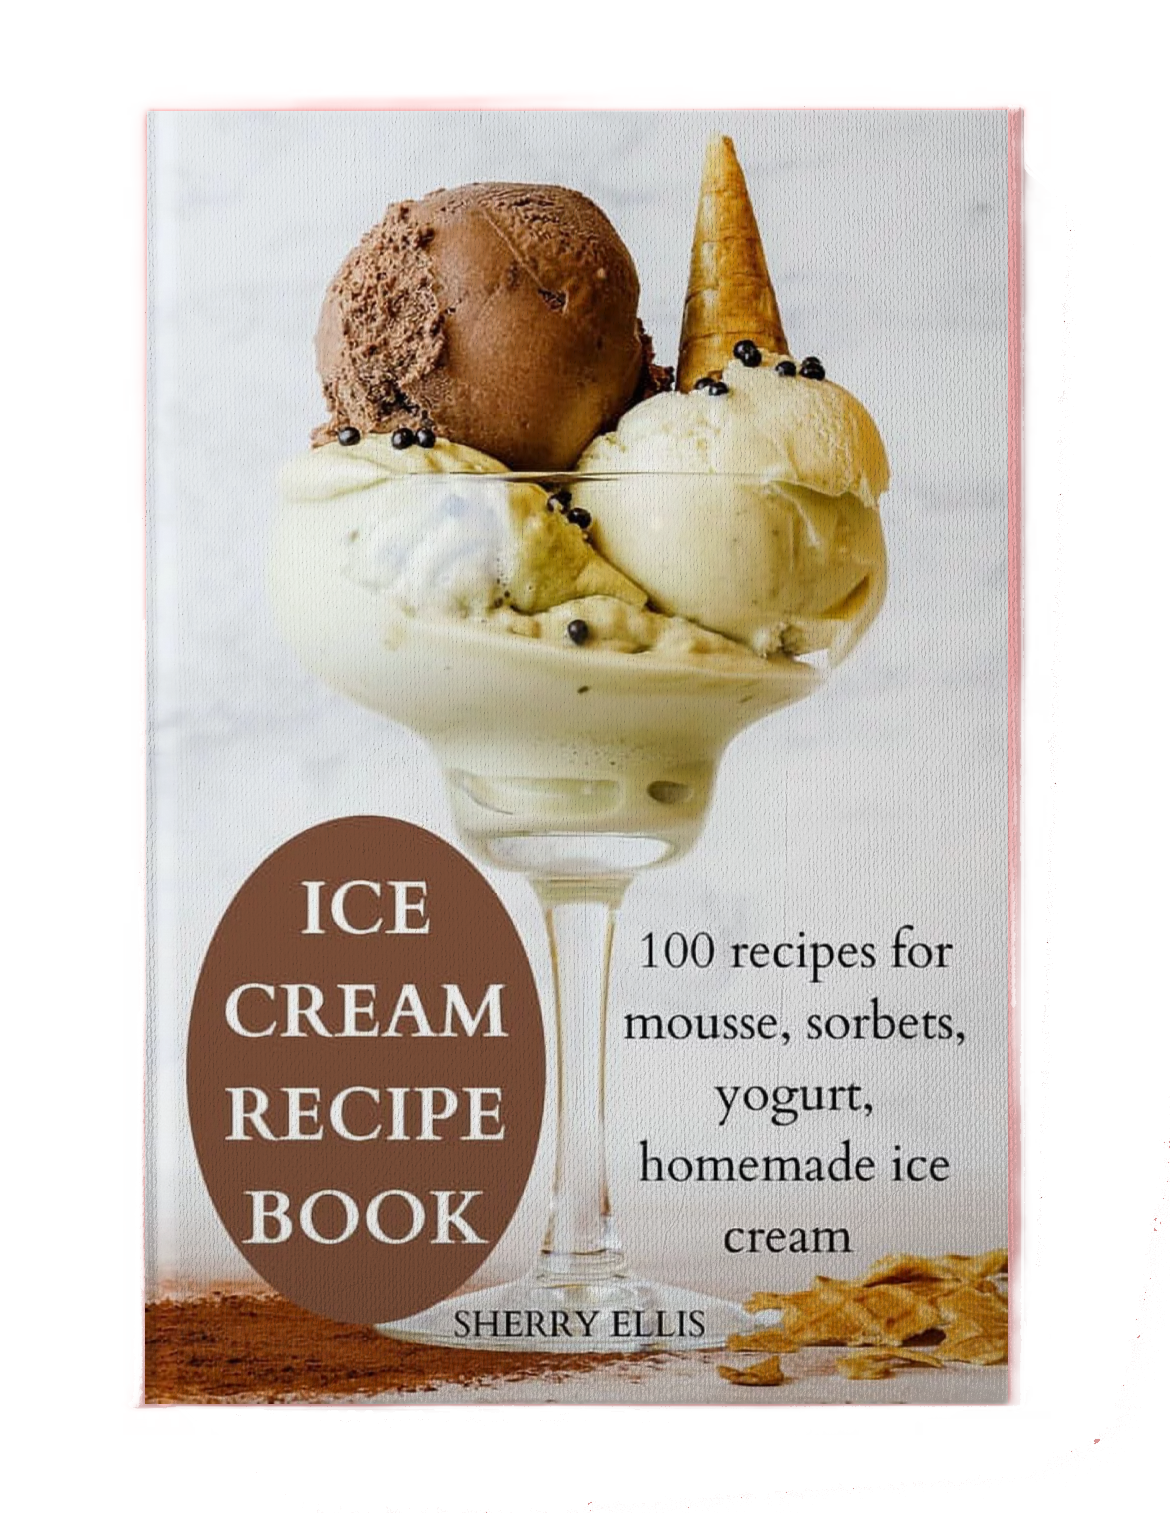 ICE
CREAM
RECIPE
BOOK
100 recipes for
mousse, sorbets,
yogurt,
homemade ice
cream
SHERRY ELLIS